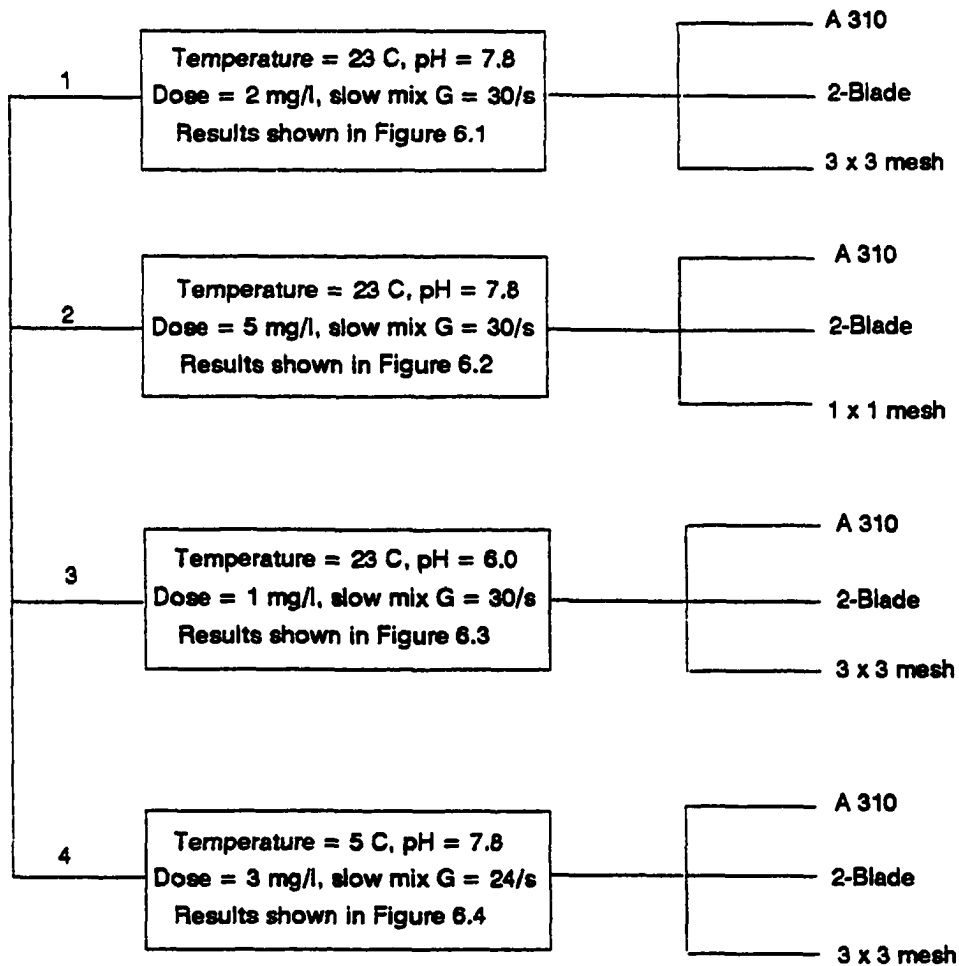 1
Temperature = 23 C, pH = 7.8
Dose = 2 mg/l, slow mix G = 30/s
Results shown in Figure 6.1
A 310
2-Blade
3 x 3 mesh
2
Temperature = 23 C, pH = 7.8
Dose = 5 mg/l, slow mix G = 30/s
Results shown in Figure 6.2
A 310
2-Blade
1 x 1 mesh
3
Temperature = 23 C, pH = 6.0
Dose = 1 mg/l, slow mix G = 30/s
Results shown in Figure 6.3
A 310
2-Blade
3 x 3 mesh
4
Temperature = 5 C, pH = 7.8
Dose = 3 mg/l, slow mix G = 24/s
Results shown in Figure 6.4
A 310
2-Blade
3 x 3 mesh